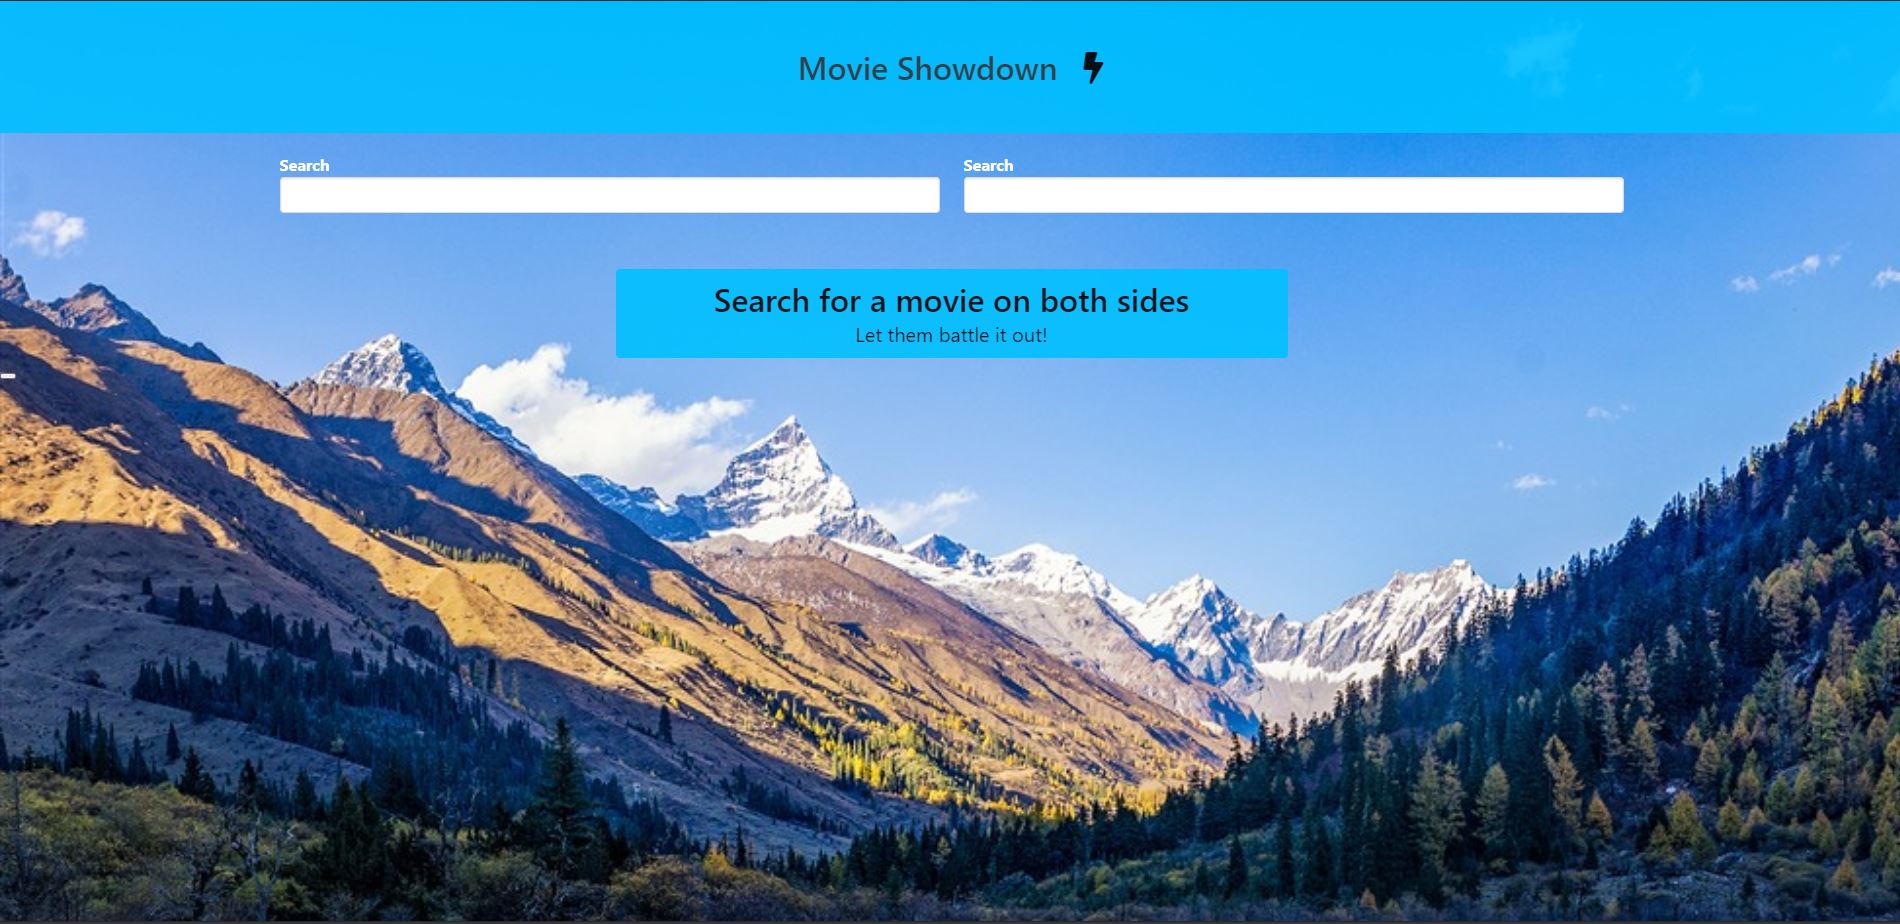 Movie Showdown
Search
Search
Search for a movie on both sides
Let them battle it out!